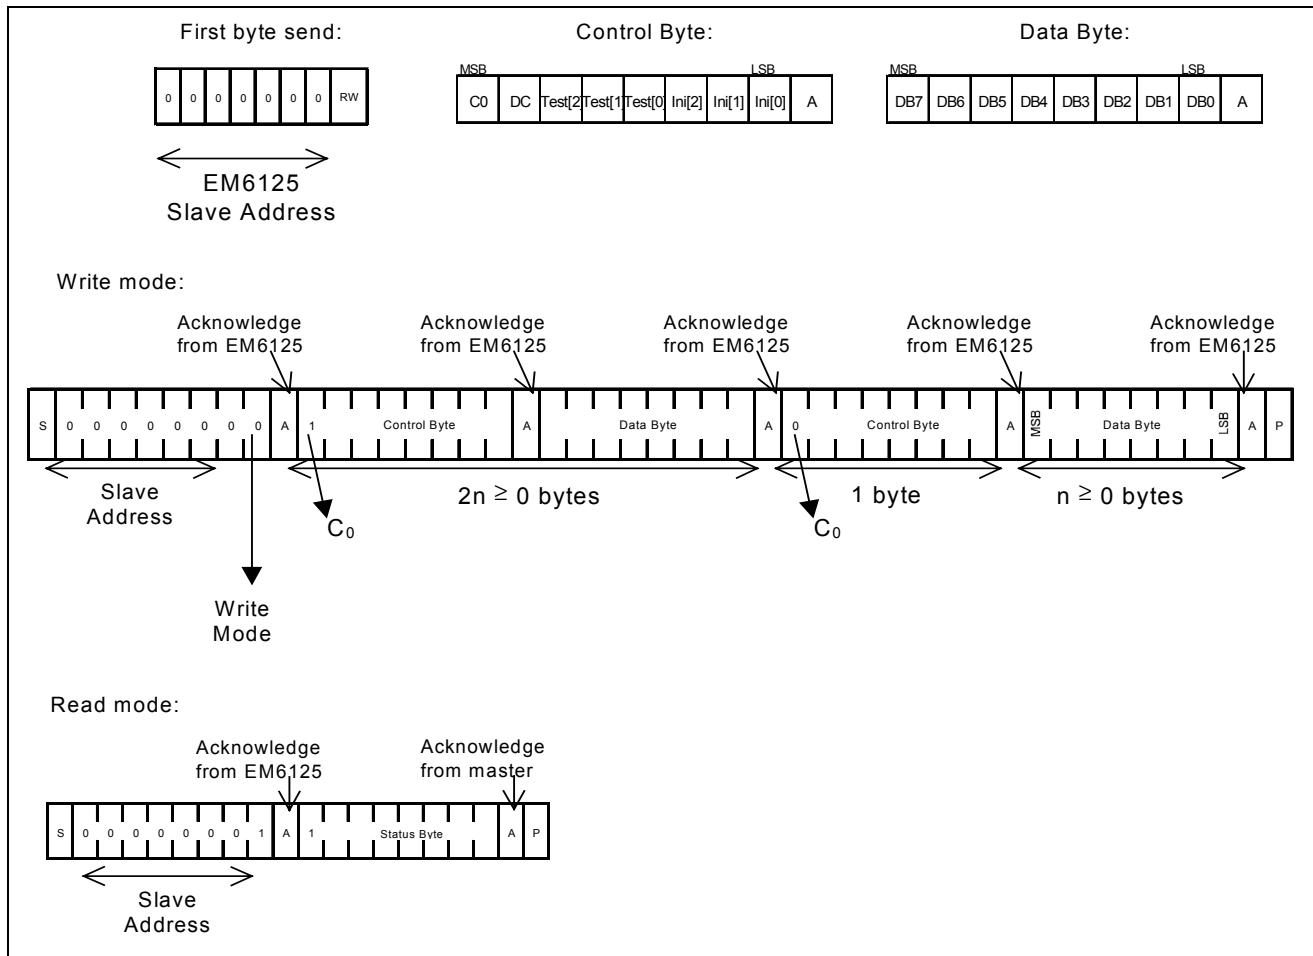 First byte send:
Control Byte:
Data Byte:
MSB
LSB
MSB
LSB
0 0 0 0 0 0 0 RW
C0 DC Test[2] Test[1] Test[0] Ini[2] Ini[1] Ini[0] A
DB7 DB6 DB5 DB4 DB3 DB2 DB1 DB0 A
EM6125
Slave Address
Write mode:
Acknowledge
from EM6125
Acknowledge
from EM6125
Acknowledge
from EM6125
Acknowledge
from EM6125
Acknowledge
from EM6125
S 0 0 0 0 0 0 0 0 A 1 Control Byte A Data Byte A 0 Control Byte A MSB Data Byte LSB A P
Slave
Address
2n ≥ 0 bytes
1 byte
n ≥ 0 bytes
C0
C0
Write
Mode
Read mode:
Acknowledge
from EM6125
Acknowledge
from master
S 0 0 0 0 0 0 0 1 A 1 Status Byte A P
Slave
Address